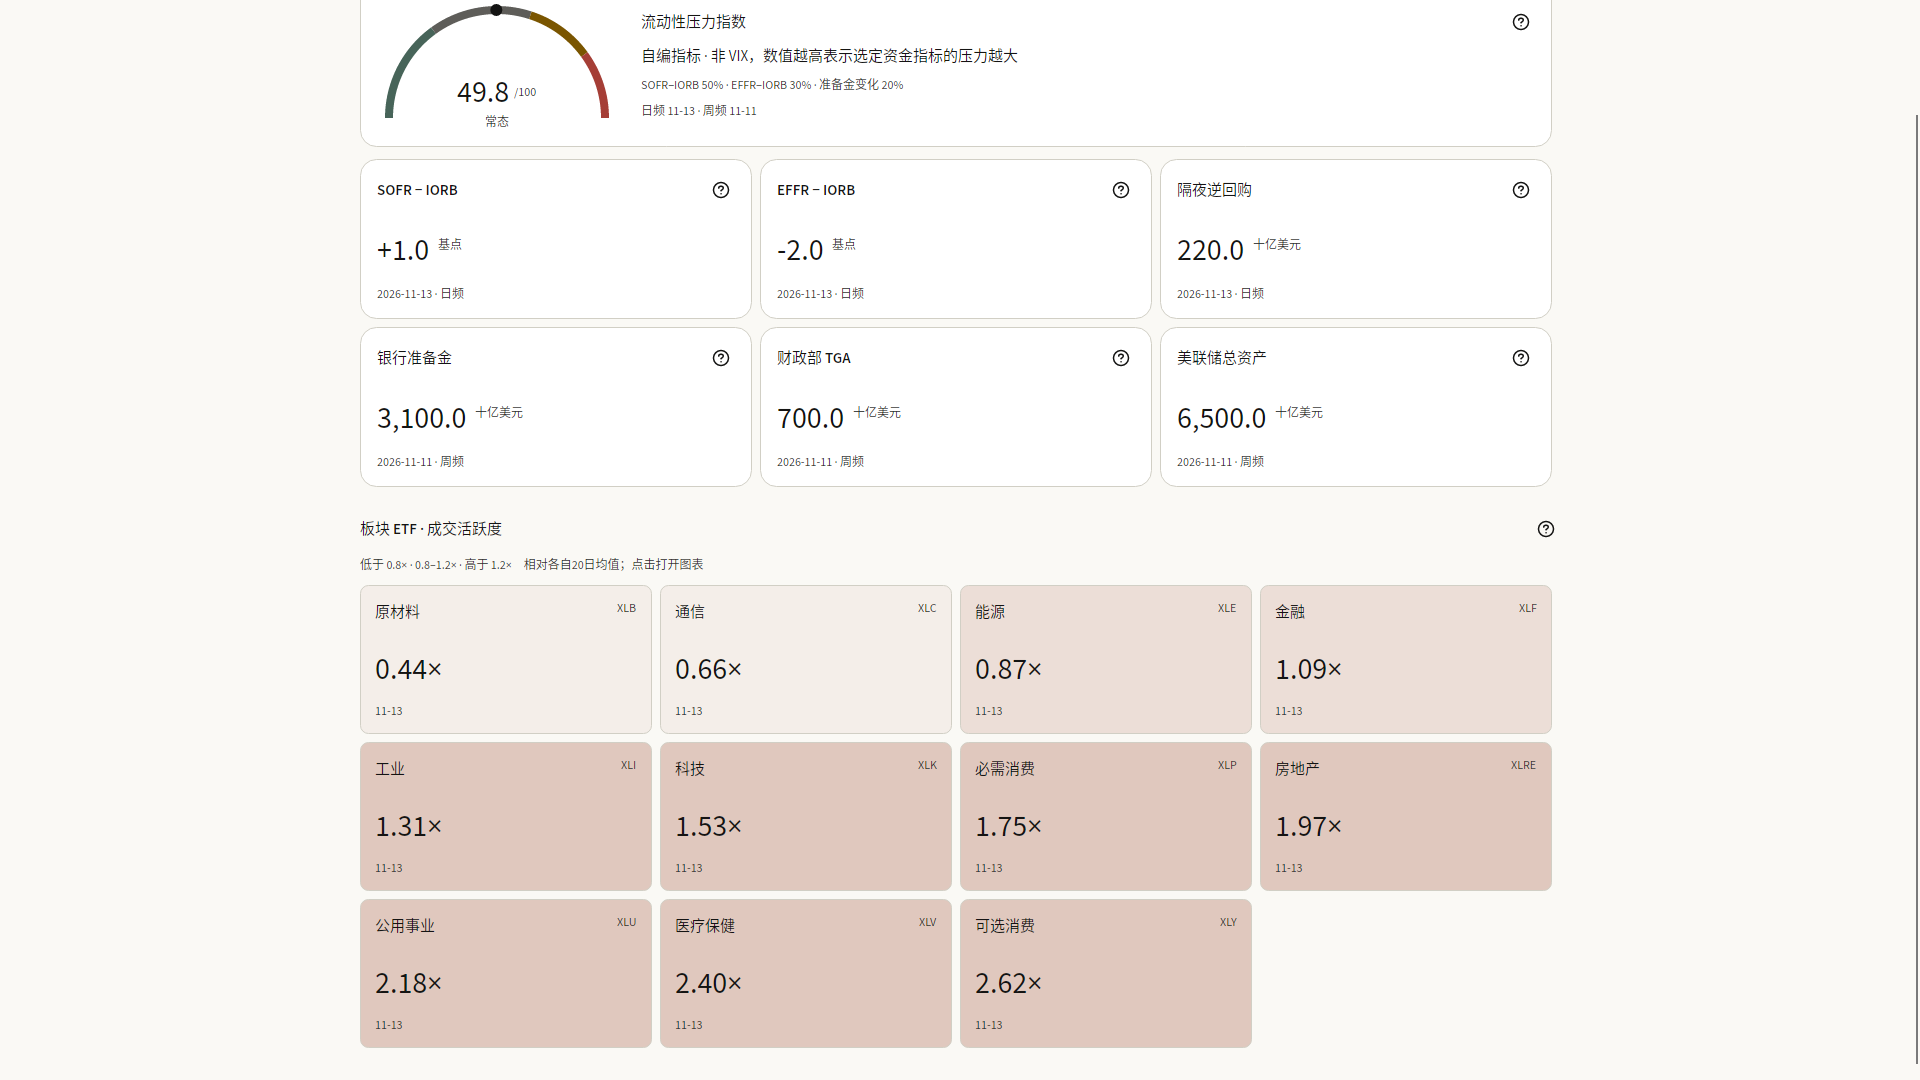 流动性压力指数
自编指标 · 非 VIX，数值越高表示选定资金指标的压力越大
SOFR−IORB 50% · EFFR−IORB 30% · 准备金变化 20%
日频 11-13 · 周频 11-11
49.8 /100
常态
SOFR − IORB
+1.0 基点
2026-11-13 · 日频
EFFR − IORB
-2.0 基点
2026-11-13 · 日频
隔夜逆回购
220.0 十亿美元
2026-11-13 · 日频
银行准备金
3,100.0 十亿美元
2026-11-11 · 周频
财政部 TGA
700.0 十亿美元
2026-11-11 · 周频
美联储总资产
6,500.0 十亿美元
2026-11-11 · 周频
板块 ETF · 成交活跃度
低于 0.8× · 0.8–1.2× · 高于 1.2× 相对各自20日均值；点击打开图表
原材料 XLB
0.44×
11-13
通信 XLC
0.66×
11-13
能源 XLE
0.87×
11-13
金融 XLF
1.09×
11-13
工业 XLI
1.31×
11-13
科技 XLK
1.53×
11-13
必需消费 XLP
1.75×
11-13
房地产 XLRE
1.97×
11-13
公用事业 XLU
2.18×
11-13
医疗保健 XLV
2.40×
11-13
可选消费 XLY
2.62×
11-13